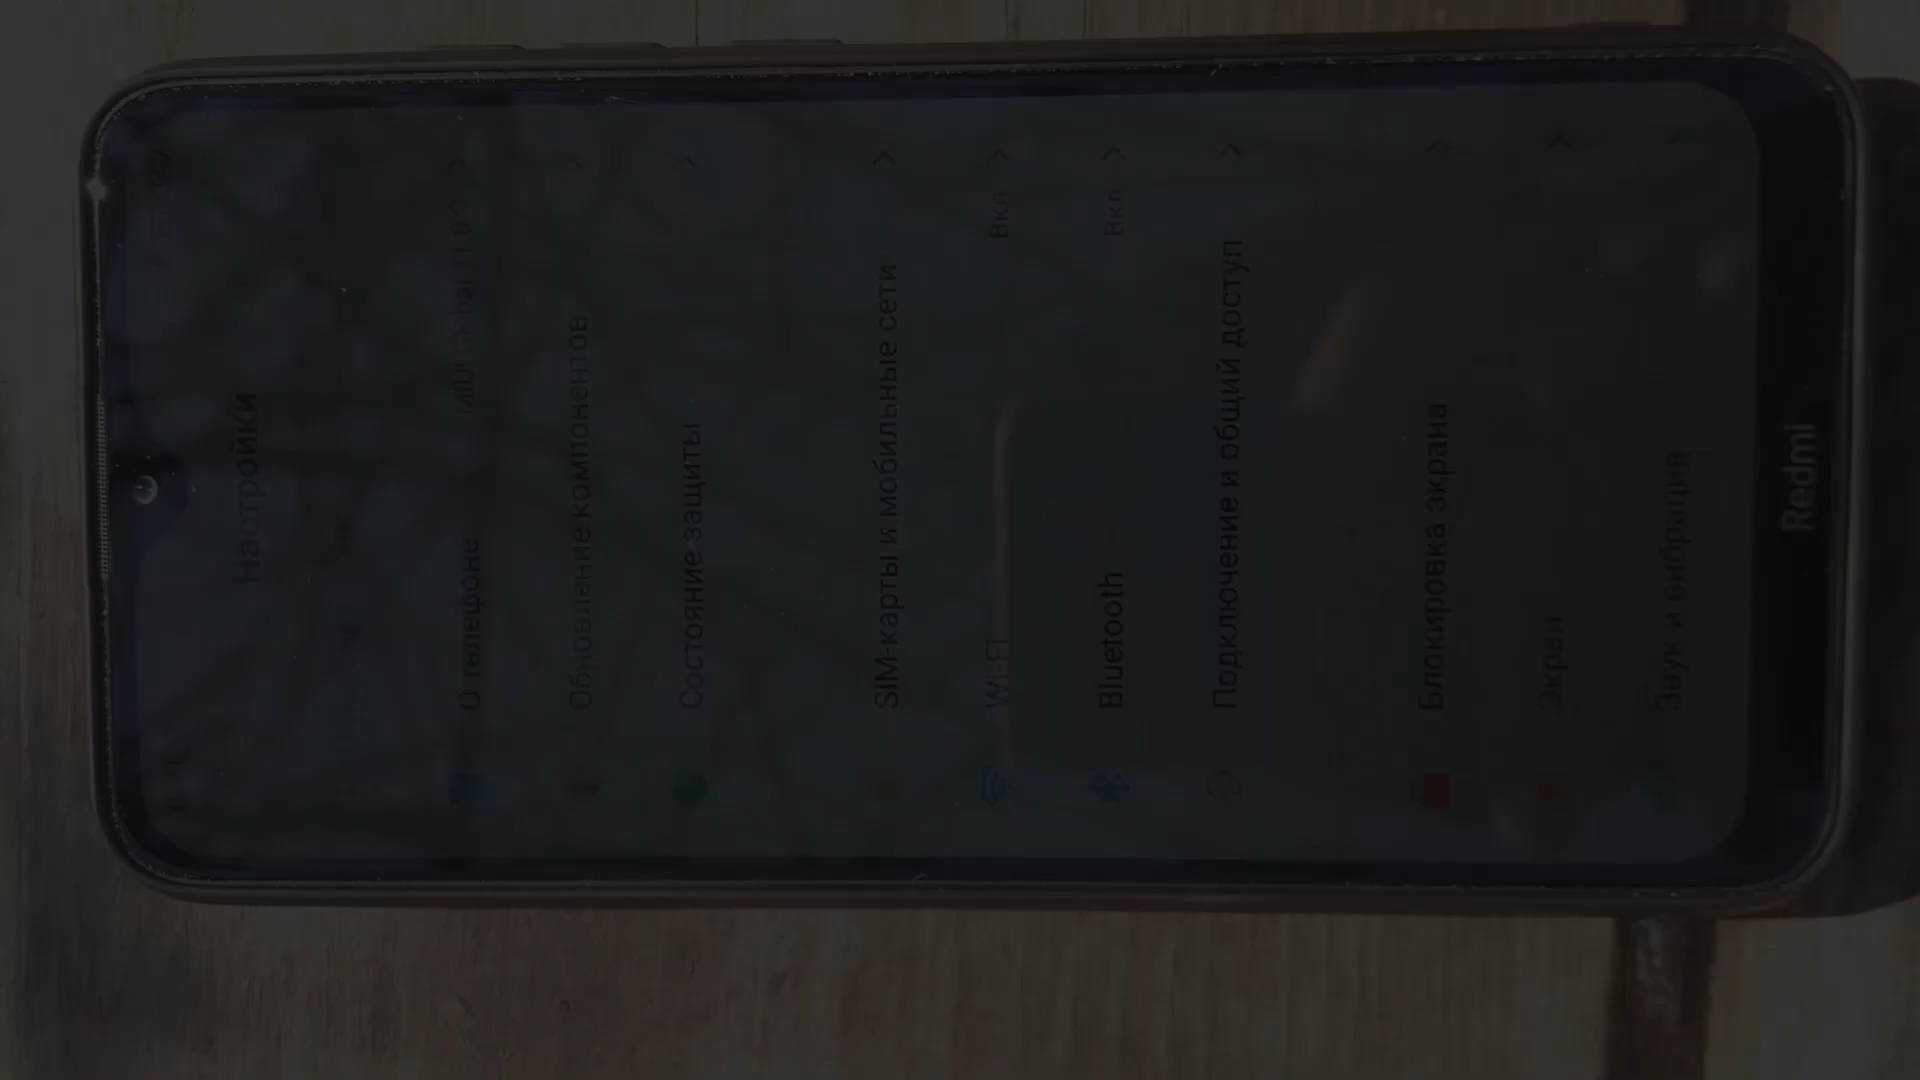 Настройки
О телефоне
Обновление компонентов
Состояние защиты
SIM-карты и мобильные сети
Wi-Fi Вкл
Bluetooth Вкл
Подключение и общий доступ
Блокировка экрана
Экран
Звук и вибрация
Redmi